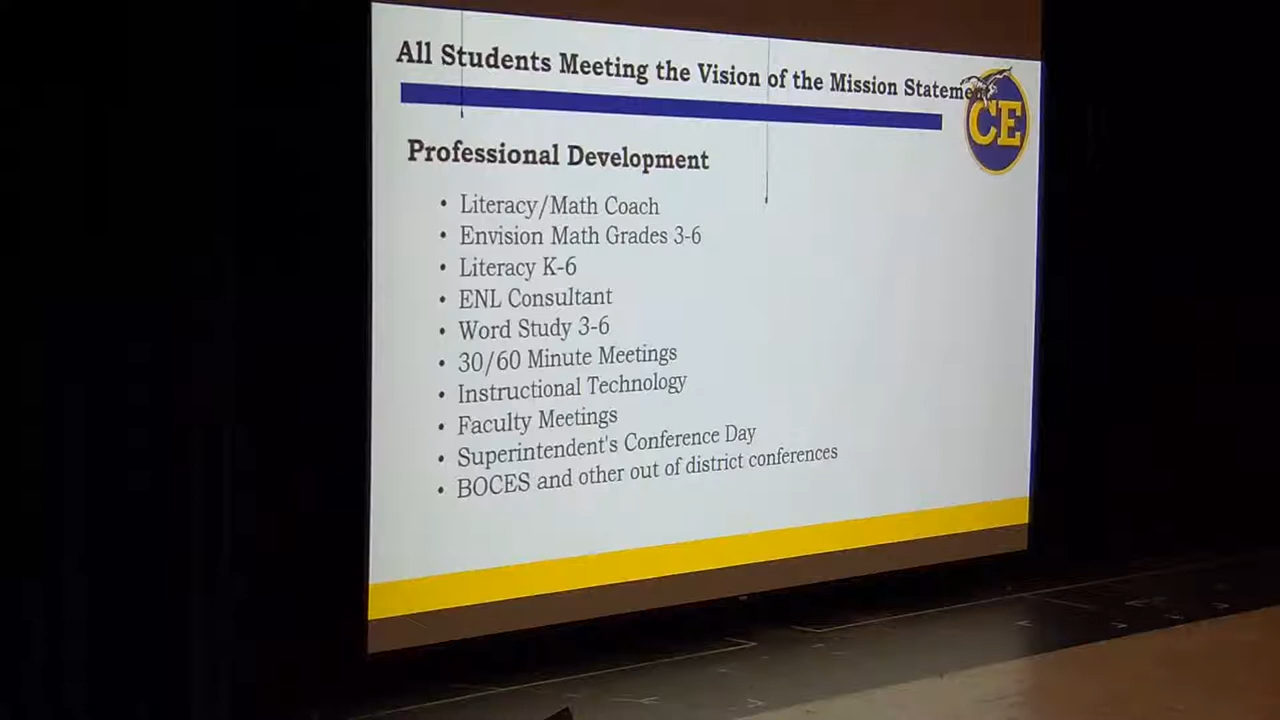 All Students Meeting the Vision of the Mission Statement
CE
Professional Development
• Literacy/Math Coach
• Envision Math Grades 3-6
• Literacy K-6
• ENL Consultant
• Word Study 3-6
• 30/60 Minute Meetings
• Instructional Technology
• Faculty Meetings
• Superintendent's Conference Day
• BOCES and other out of district conferences